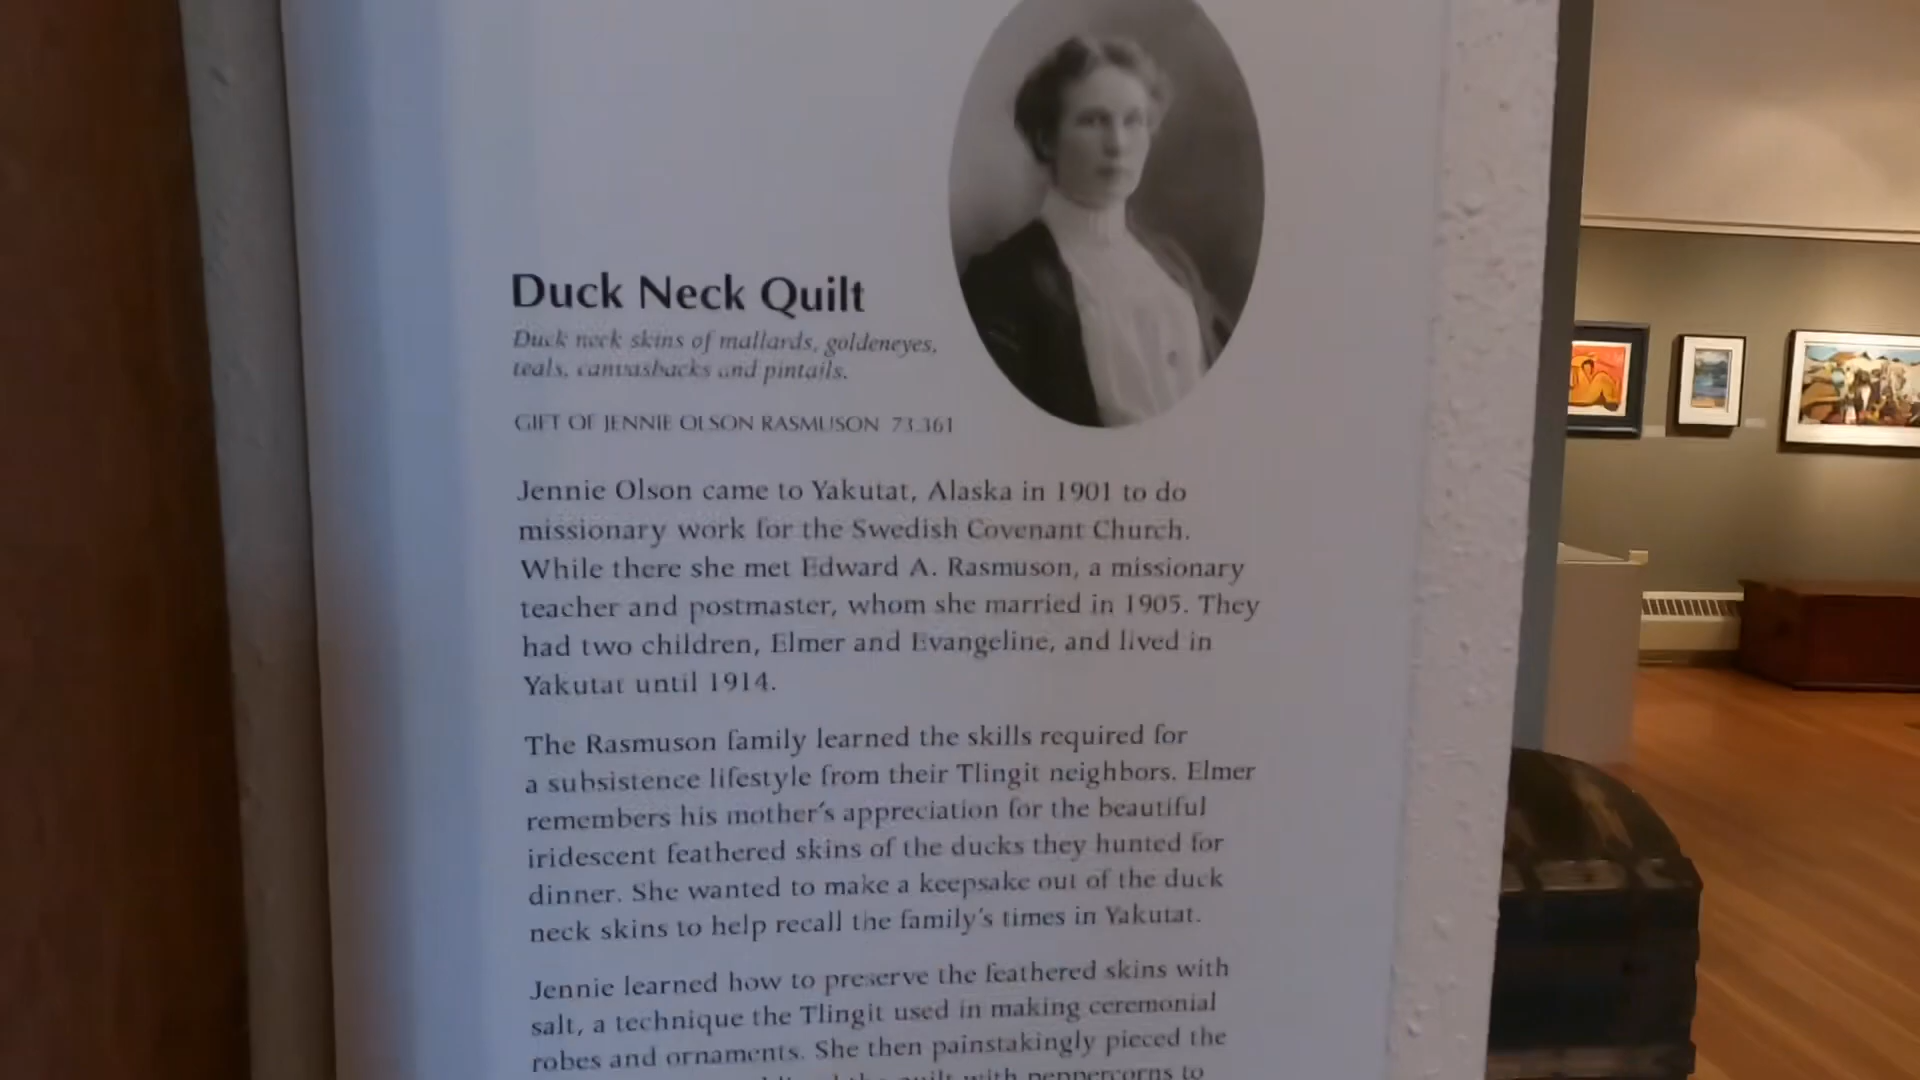 Duck Neck Quilt
Duck neck skins of mallards, goldeneyes,
teals, canvasbacks and pintails.
GIFT OF JENNIE OLSON RASMUSON 73.361
Jennie Olson came to Yakutat, Alaska in 1901 to do
missionary work for the Swedish Covenant Church.
While there she met Edward A. Rasmuson, a missionary
teacher and postmaster, whom she married in 1905. They
had two children, Elmer and Evangeline, and lived in
Yakutat until 1914.
The Rasmuson family learned the skills required for
a subsistence lifestyle from their Tlingit neighbors. Elmer
remembers his mother's appreciation for the beautiful
iridescent feathered skins of the ducks they hunted for
dinner. She wanted to make a keepsake out of the duck
neck skins to help recall the family's times in Yakutat.
Jennie learned how to preserve the feathered skins with
salt, a technique the Tlingit used in making ceremonial
robes and ornaments. She then painstakingly pieced the
the quilt with peppercorns to